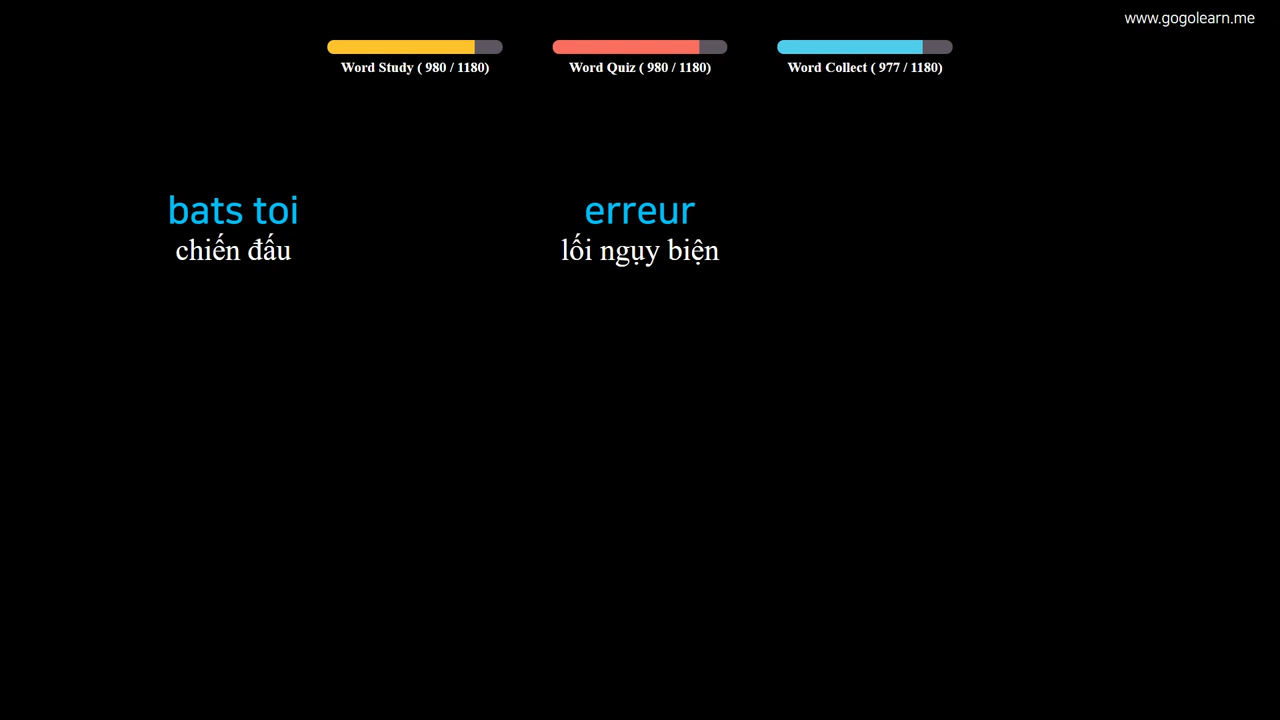 www.gogolearn.me
Word Study ( 980 / 1180)
Word Quiz ( 980 / 1180)
Word Collect ( 977 / 1180)
bats toi
chiến đấu
erreur
lối ngụy biện